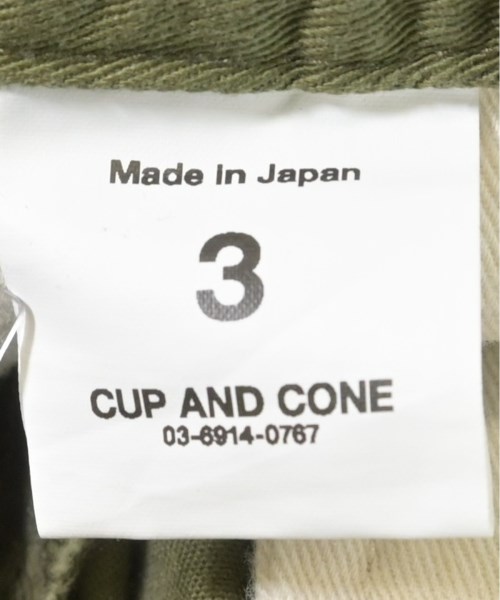 Made in Japan
3
CUP AND CONE
03-6914-0767